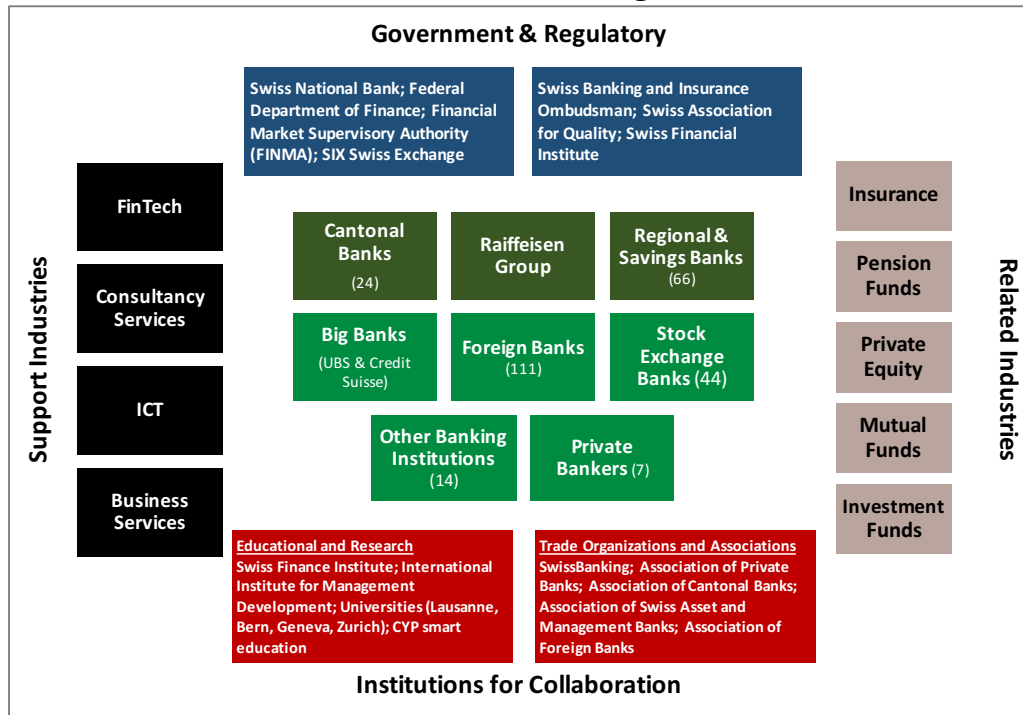 Government & Regulatory
Swiss National Bank; Federal
Department of Finance; Financial
Market Supervisory Authority
(FINMA); SIX Swiss Exchange
Swiss Banking and Insurance
Ombudsman; Swiss Association
for Quality; Swiss Financial
Institute
Support Industries
FinTech
Consultancy
Services
ICT
Business
Services
Cantonal
Banks
(24)
Raiffeisen
Group
Regional &
Savings Banks
(66)
Big Banks
(UBS & Credit
Suisse)
Foreign Banks
(111)
Stock
Exchange
Banks (44)
Other Banking
Institutions
(14)
Private
Bankers (7)
Insurance
Pension
Funds
Private
Equity
Mutual
Funds
Investment
Funds
Related Industries
Educational and Research
Swiss Finance Institute; International
Institute for Management
Development; Universities (Lausanne,
Bern, Geneva, Zurich); CYP smart
education
Trade Organizations and Associations
SwissBanking; Association of Private
Banks; Association of Cantonal Banks;
Association of Swiss Asset and
Management Banks; Association of
Foreign Banks
Institutions for Collaboration